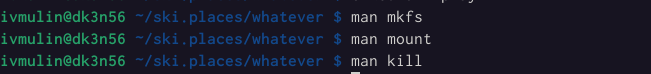 ivmulin@dk3n56 ~/ski.places/whatever $ man mkfs
ivmulin@dk3n56 ~/ski.places/whatever $ man mount
ivmulin@dk3n56 ~/ski.places/whatever $ man kill